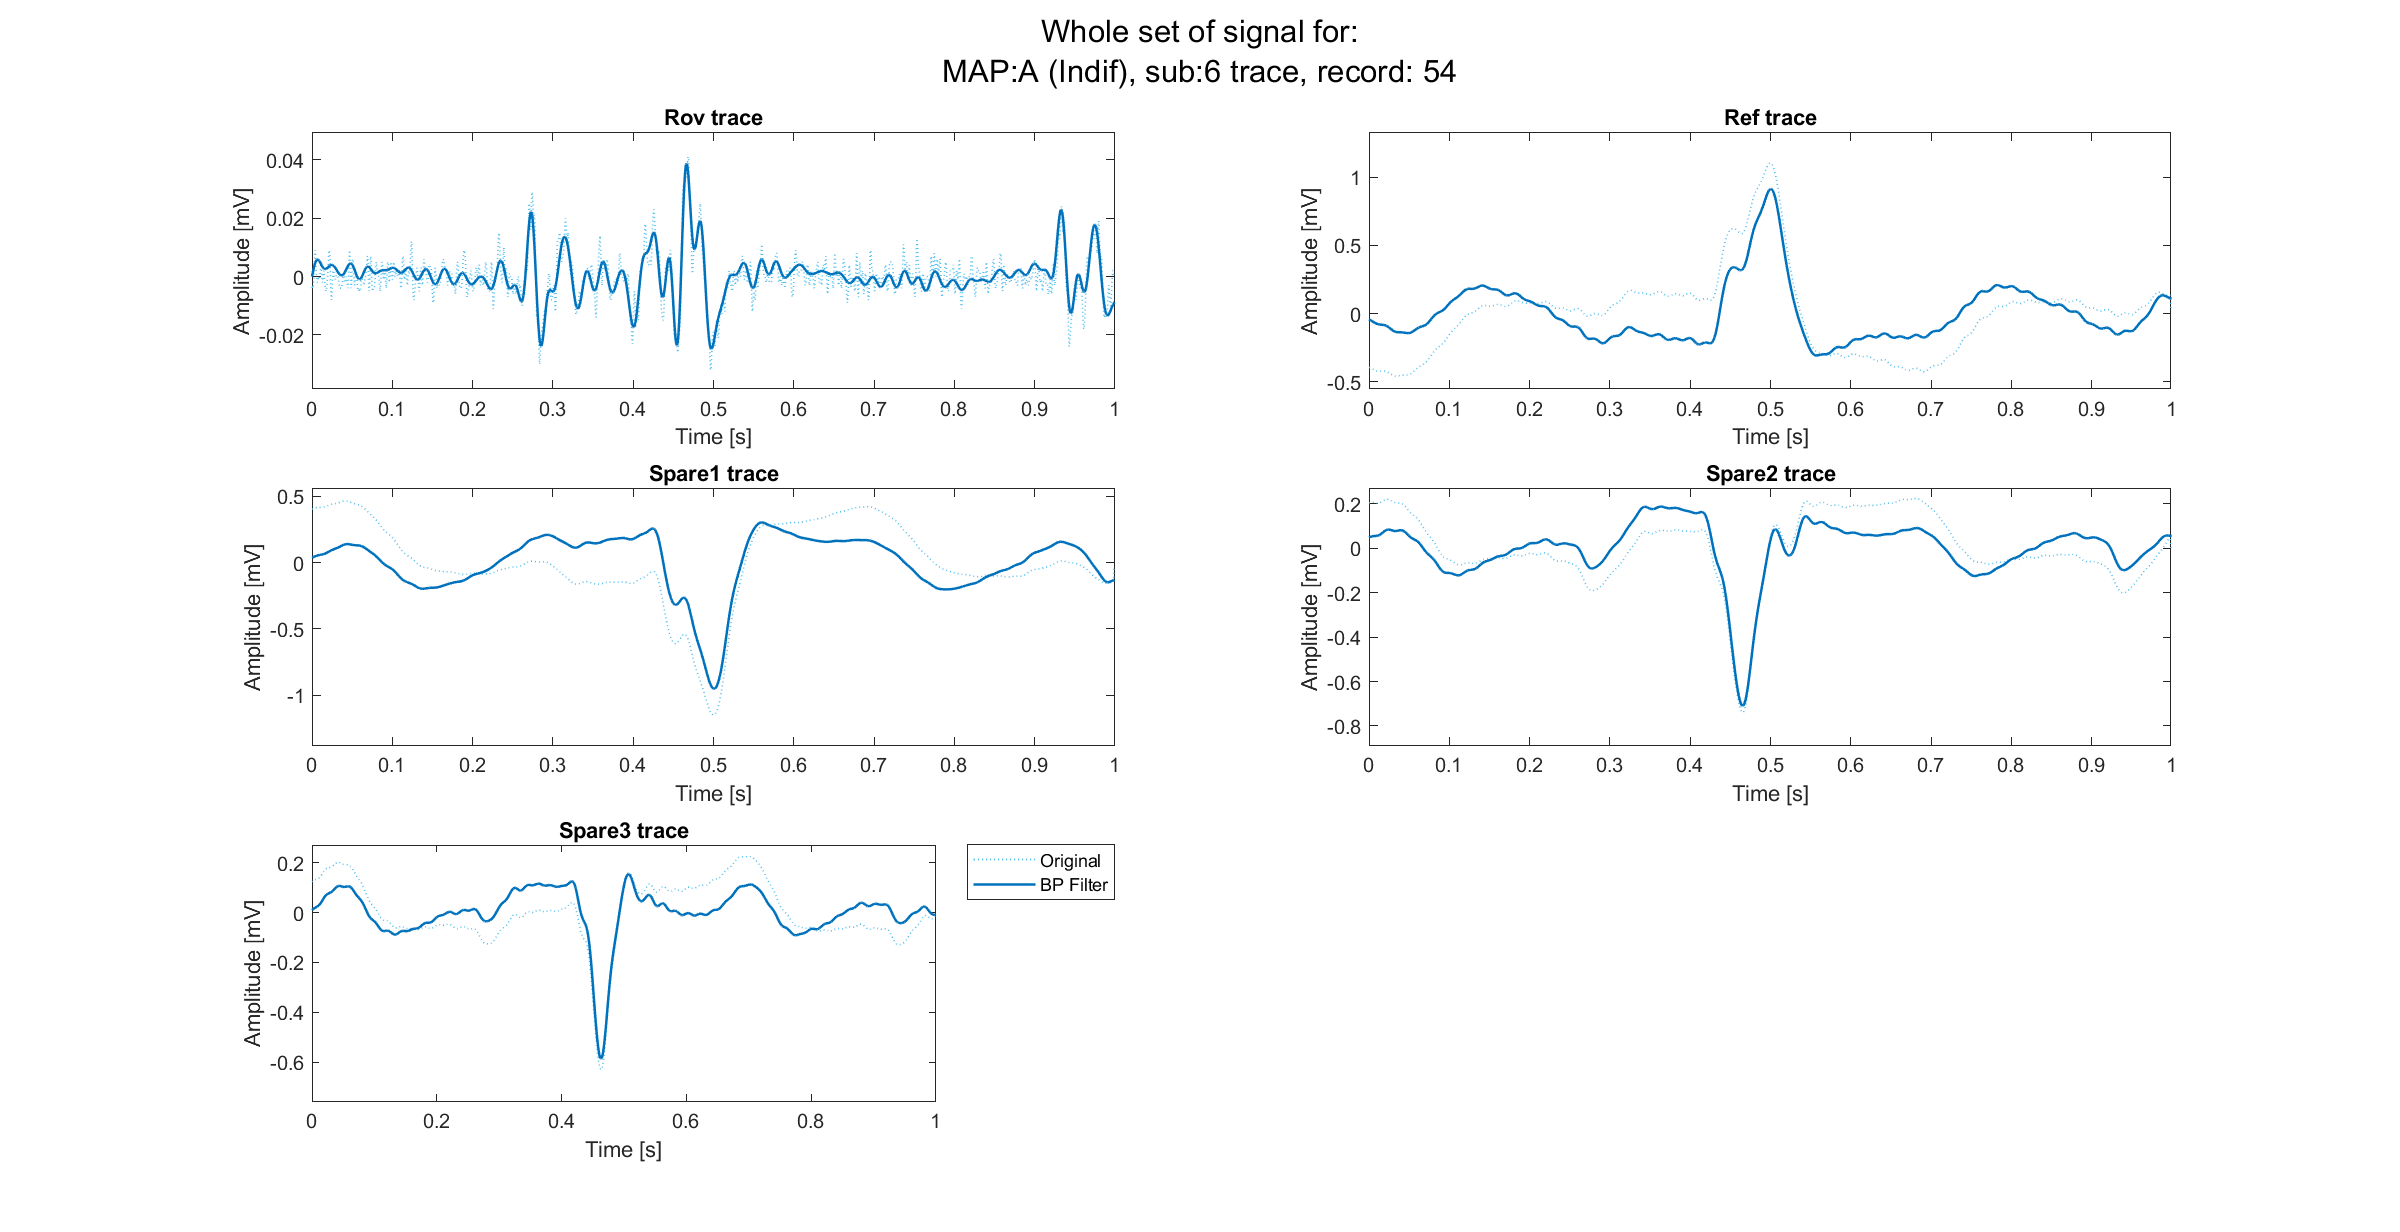 Whole set of signal for:
MAP:A (Indif), sub:6 trace, record: 54
Rov trace
Amplitude [mV]
0.04
0.02
0
-0.02
0 0.1 0.2 0.3 0.4 0.5 0.6 0.7 0.8 0.9 1
Time [s]
Ref trace
Amplitude [mV]
1
0.5
0
-0.5
0 0.1 0.2 0.3 0.4 0.5 0.6 0.7 0.8 0.9 1
Time [s]
Spare1 trace
Amplitude [mV]
0.5
0
-0.5
-1
0 0.1 0.2 0.3 0.4 0.5 0.6 0.7 0.8 0.9 1
Time [s]
Spare2 trace
Amplitude [mV]
0.2
0
-0.2
-0.4
-0.6
-0.8
0 0.1 0.2 0.3 0.4 0.5 0.6 0.7 0.8 0.9 1
Time [s]
Spare3 trace
Amplitude [mV]
0.2
0
-0.2
-0.4
-0.6
0 0.2 0.4 0.6 0.8 1
Time [s]
Original
BP Filter